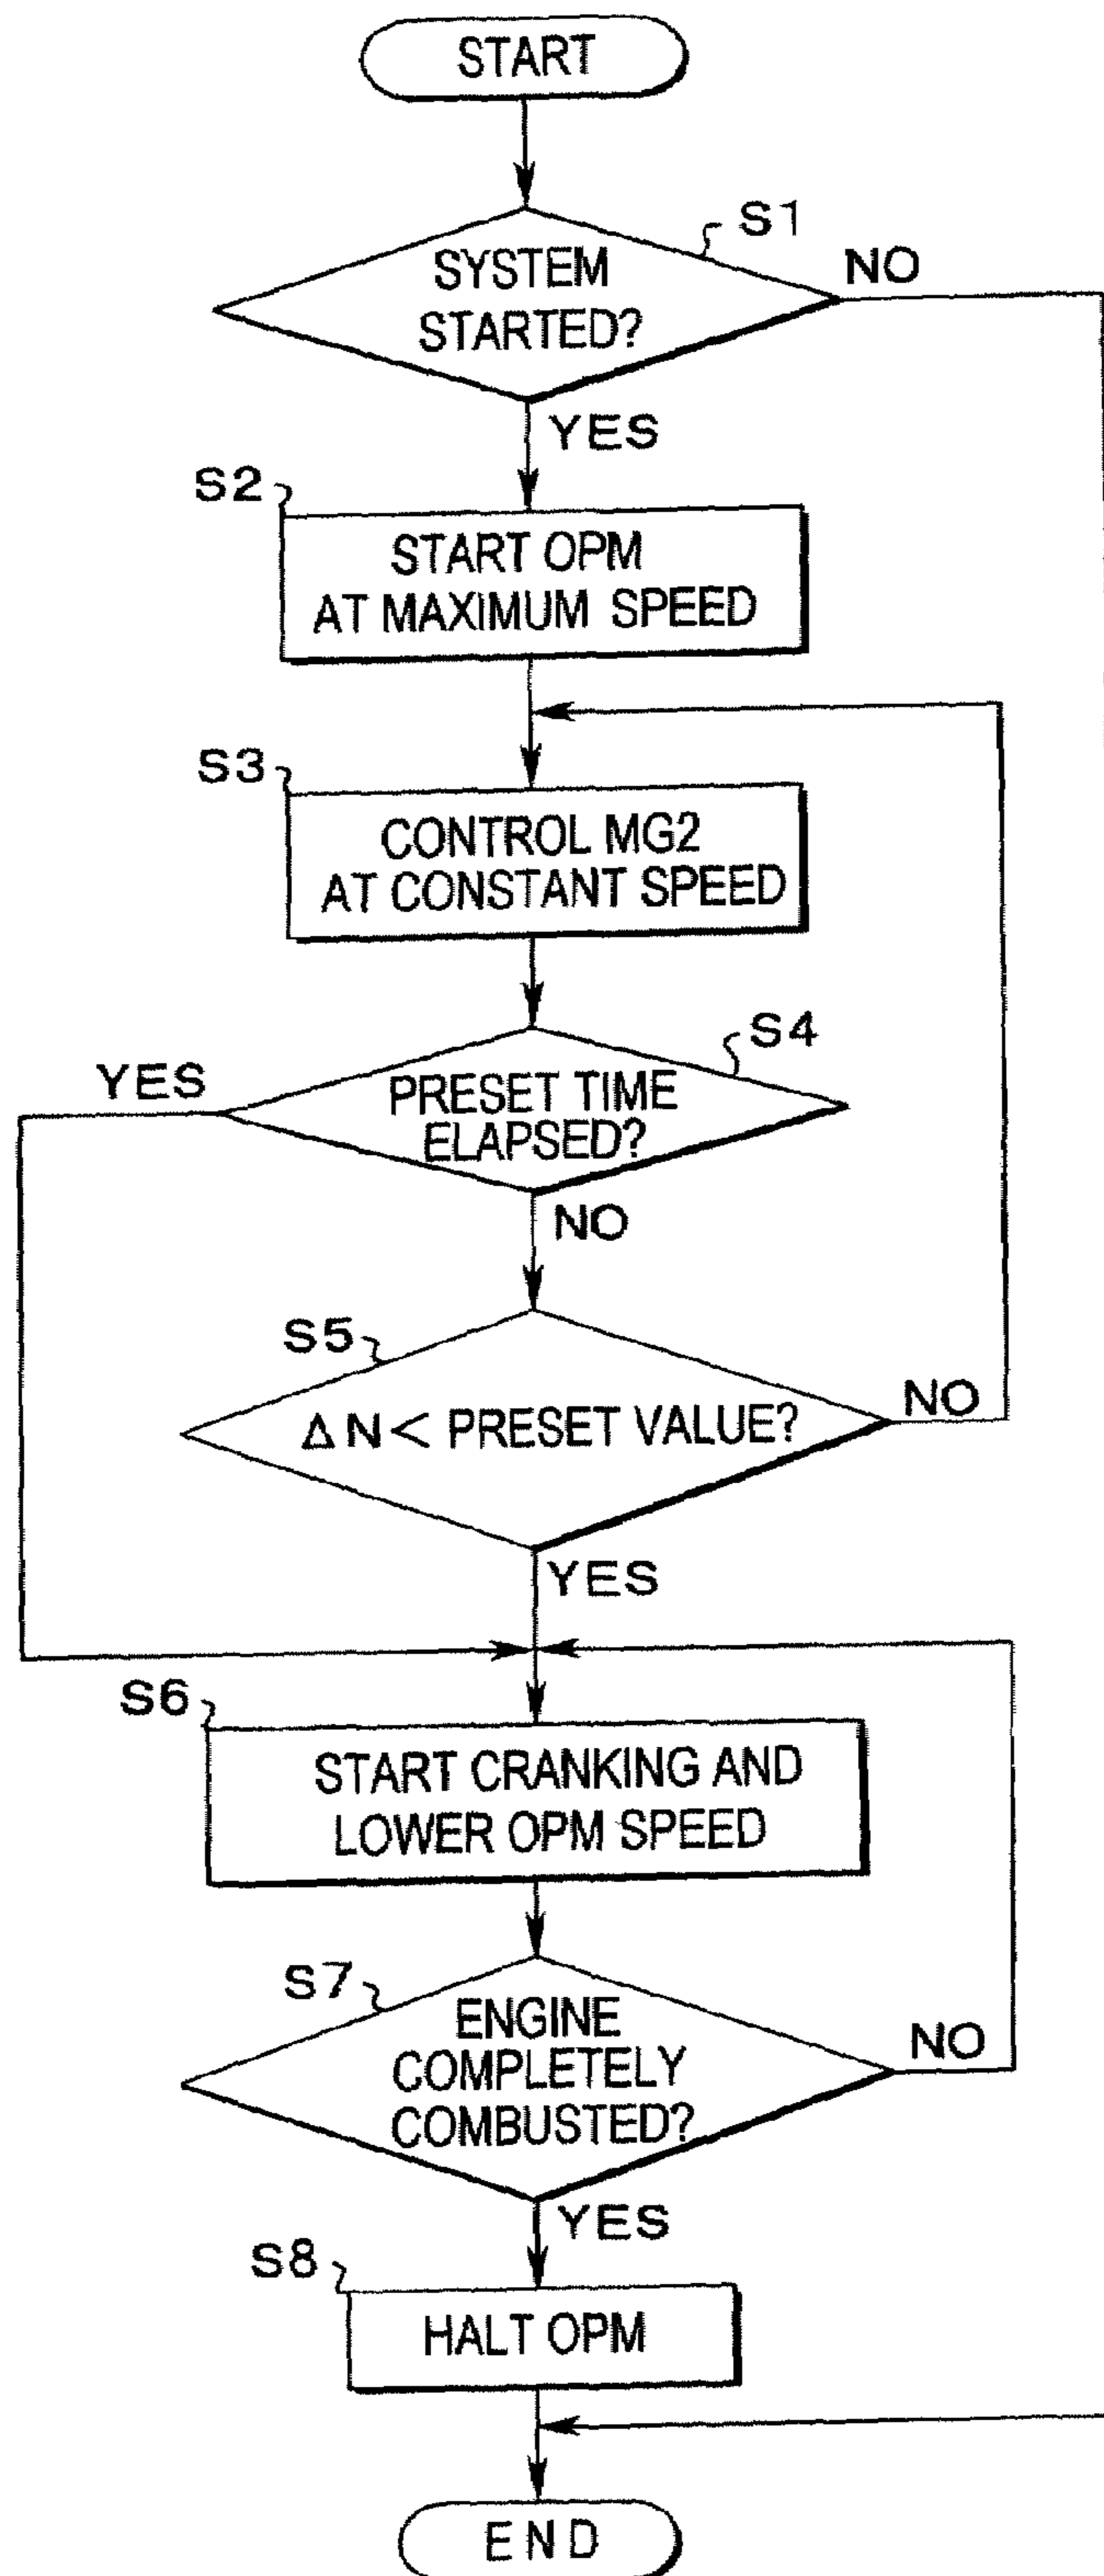 START
S1
SYSTEM
STARTED?
NO
YES
S2
START OPM
AT MAXIMUM SPEED
S3
CONTROL MG2
AT CONSTANT SPEED
S4
YES
PRESET TIME
ELAPSED?
NO
S5
ΔN < PRESET VALUE?
NO
YES
S6
START CRANKING AND
LOWER OPM SPEED
S7
ENGINE
COMPLETELY
COMBUSTED?
NO
YES
S8
HALT OPM
END